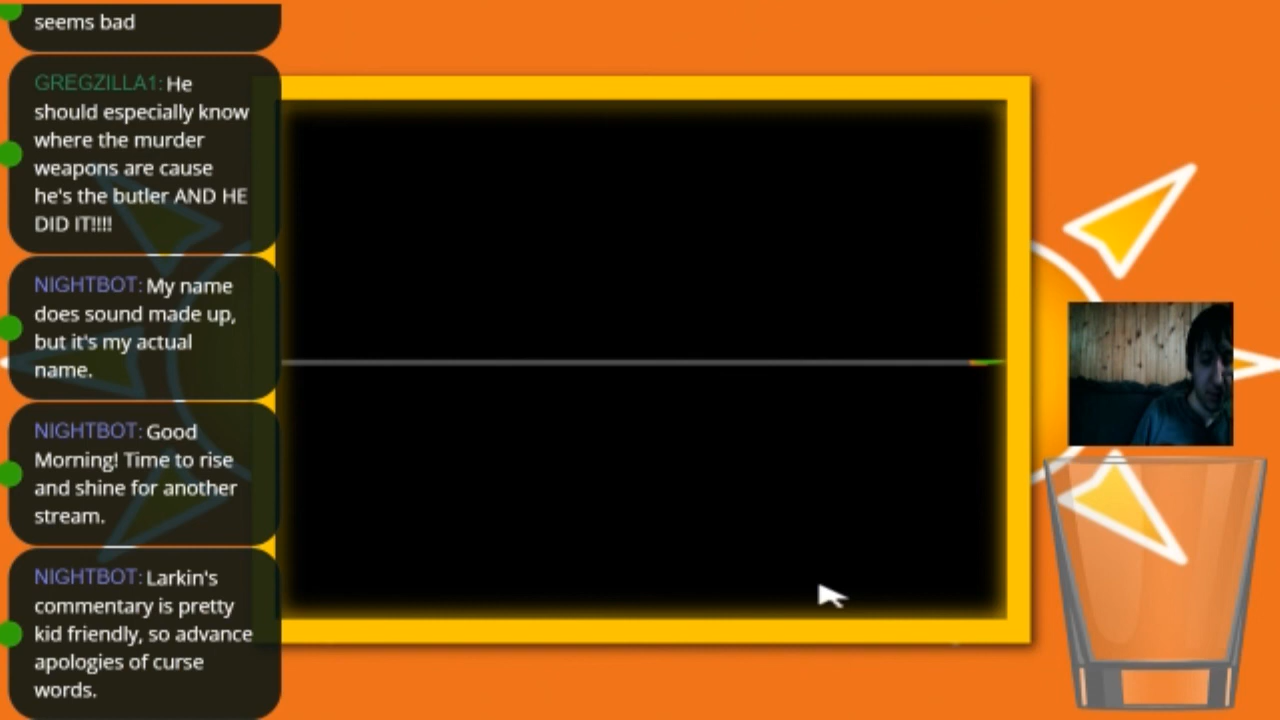 seems bad
GREGZILLA1: He
should especially know
where the murder
weapons are cause
he's the butler AND HE
DID IT!!!!
NIGHTBOT: My name
does sound made up,
but it's my actual
name.
NIGHTBOT: Good
Morning! Time to rise
and shine for another
stream.
NIGHTBOT: Larkin's
commentary is pretty
kid friendly, so advance
apologies of curse
words.